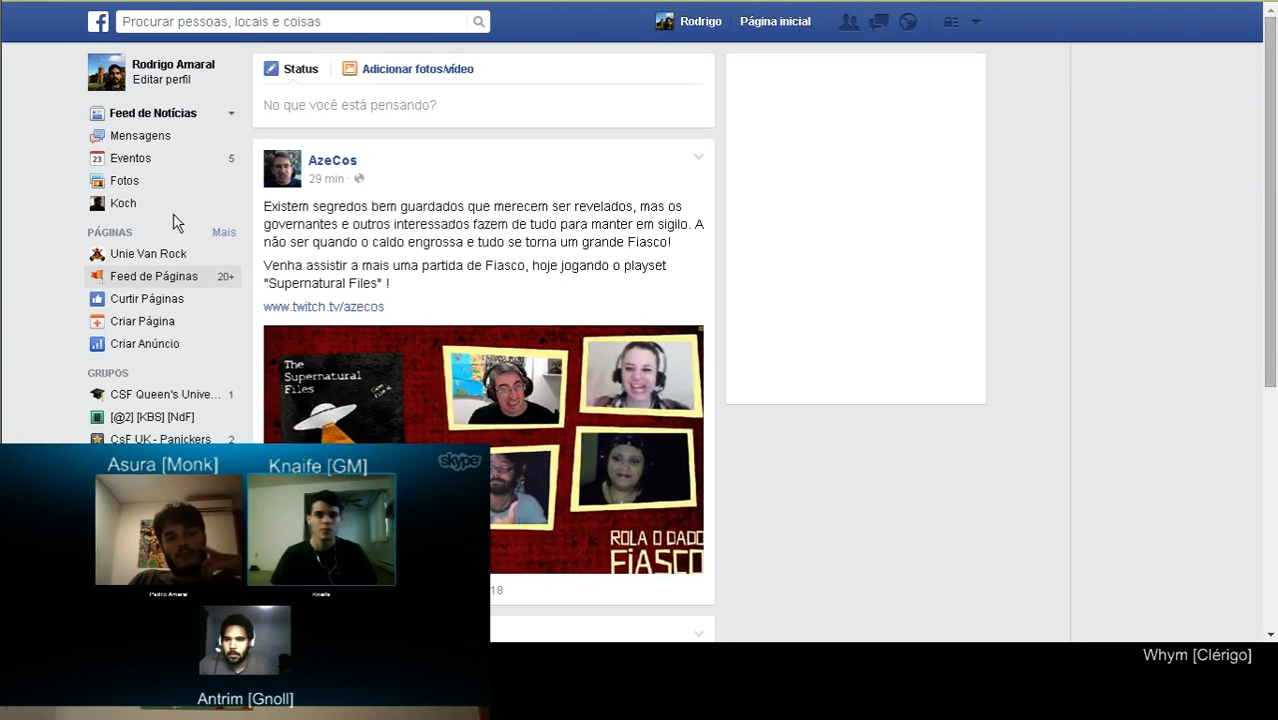 Procurar pessoas, locais e coisas
Rodrigo
Página inicial
Rodrigo Amaral
Editar perfil
Feed de Notícias
Mensagens
23
Eventos 5
Fotos
Koch
PÁGINAS Mais
Unie Van Rock
Feed de Páginas 20+
Curtir Páginas
Criar Página
Criar Anúncio
GRUPOS
CSF Queen's Unive... 1
[@2] [KBS] [NdF]
CsF UK - Panickers 2
Status
Adicionar fotos/vídeo
No que você está pensando?
AzeCos
29 min ·
Existem segredos bem guardados que merecem ser revelados, mas os
governantes e outros interessados fazem de tudo para manter em sigilo. A
não ser quando o caldo engrossa e tudo se torna um grande Fiasco!
Venha assistir a mais uma partida de Fiasco, hoje jogando o playset
"Supernatural Files" !
www.twitch.tv/azecos
The
Supernatural
Files
ROLA O DADO
FiASCO
18
Asura [Monk]
Knaife [GM]
skype
Pedro Amaral
Knaife
Antrim [Gnoll]
Whym [Clérigo]